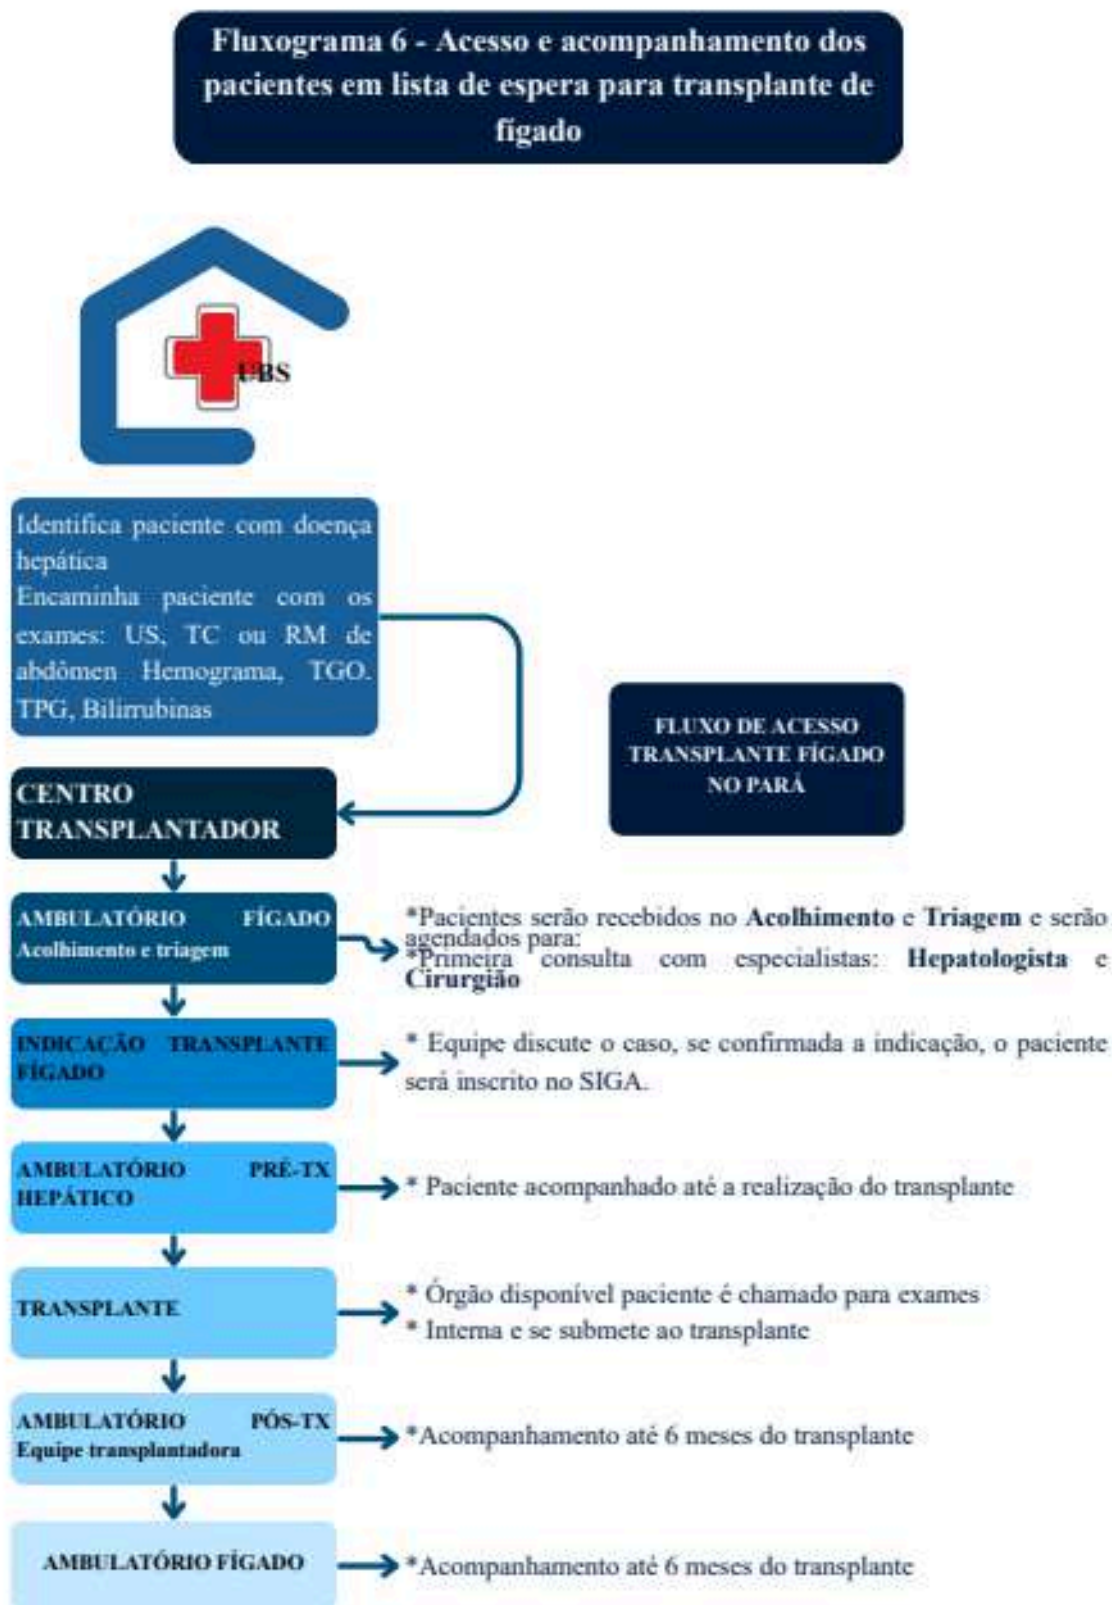 Fluxograma 6 - Acesso e acompanhamento dos
pacientes em lista de espera para transplante de
fígado
UBS
Identifica paciente com doença
hepática
Encaminha paciente com os
exames: US, TC ou RM de
abdômen Hemograma, TGO.
TPG, Bilirrubinas
FLUXO DE ACESSO
TRANSPLANTE FÍGADO
NO PARÁ
CENTRO
TRANSPLANTADOR
AMBULATÓRIO FÍGADO
Acolhimento e triagem
*Pacientes serão recebidos no Acolhimento e Triagem e serão
agendados para:
*Primeira consulta com especialistas: Hepatologista e
Cirurgião
INDICAÇÃO TRANSPLANTE
FÍGADO
* Equipe discute o caso, se confirmada a indicação, o paciente
será inscrito no SIGA.
AMBULATÓRIO PRÉ-TX
HEPÁTICO
* Paciente acompanhado até a realização do transplante
TRANSPLANTE
* Órgão disponível paciente é chamado para exames
* Interna e se submete ao transplante
AMBULATÓRIO PÓS-TX
Equipe transplantadora
*Acompanhamento até 6 meses do transplante
AMBULATÓRIO FÍGADO
*Acompanhamento até 6 meses do transplante